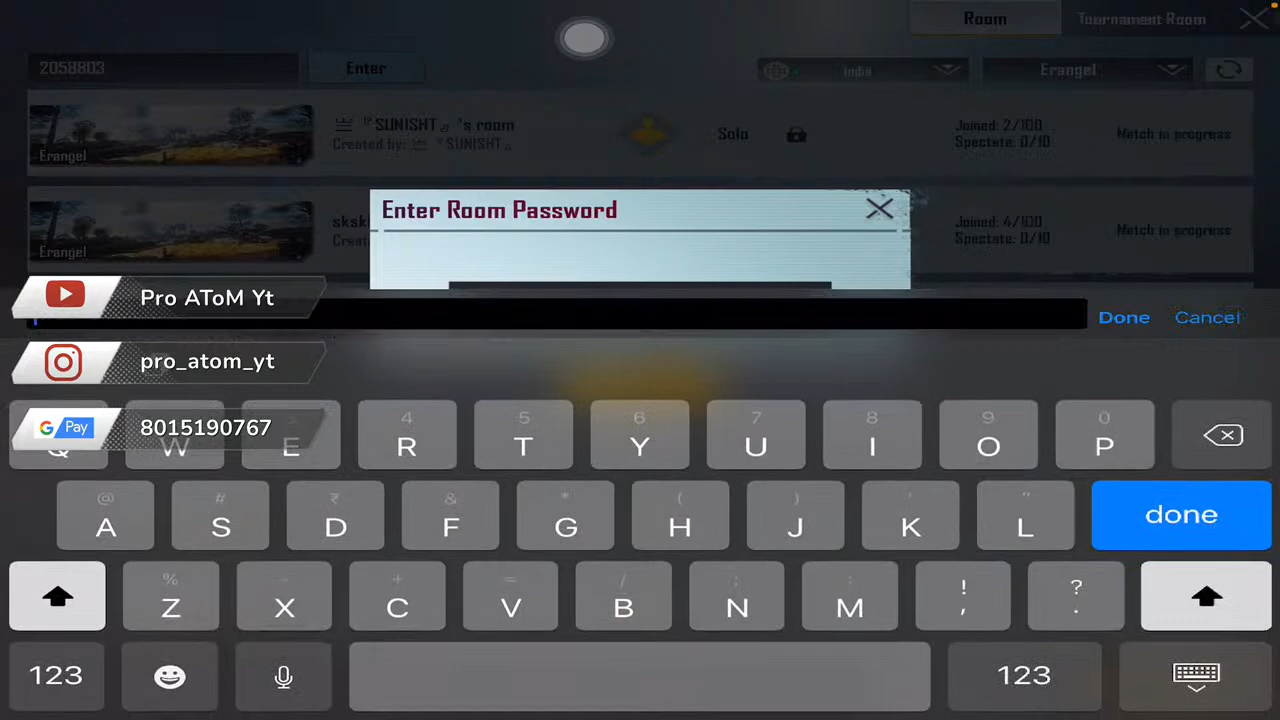 Room
Tournament Room
2058803
Enter
India
Erangel
SUNISHT 's room
Created by: SUNISHT
Erangel
Solo
Joined: 2/100
Spectate: 0/10
Match in progress
Enter Room Password
Erangel
Joined: 4/100
Spectate: 0/10
Match in progress
Pro AToM Yt
Done
Cancel
pro_atom_yt
G Pay
8015190767
4 5 6 7 8 9 0
Q W E R T Y U I O P
@ # ₹ & * ( ) ' "
A S D F G H J K L
done
% - + = / ; : ! ?
Z X C V B N M , .
123
123